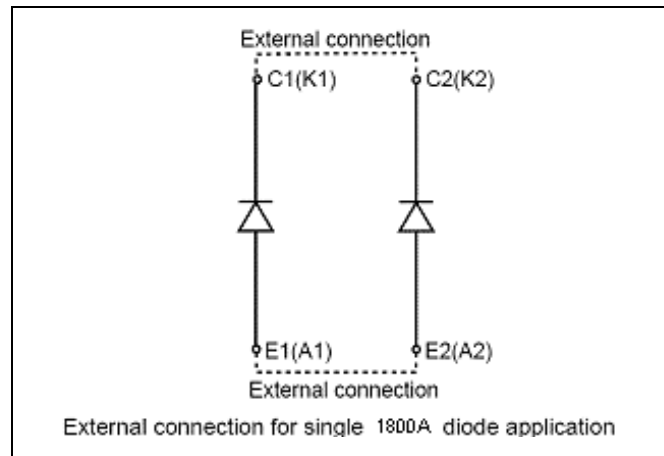 External connection
C1(K1)
C2(K2)
E1(A1)
E2(A2)
External connection
External connection for single 1800A diode application